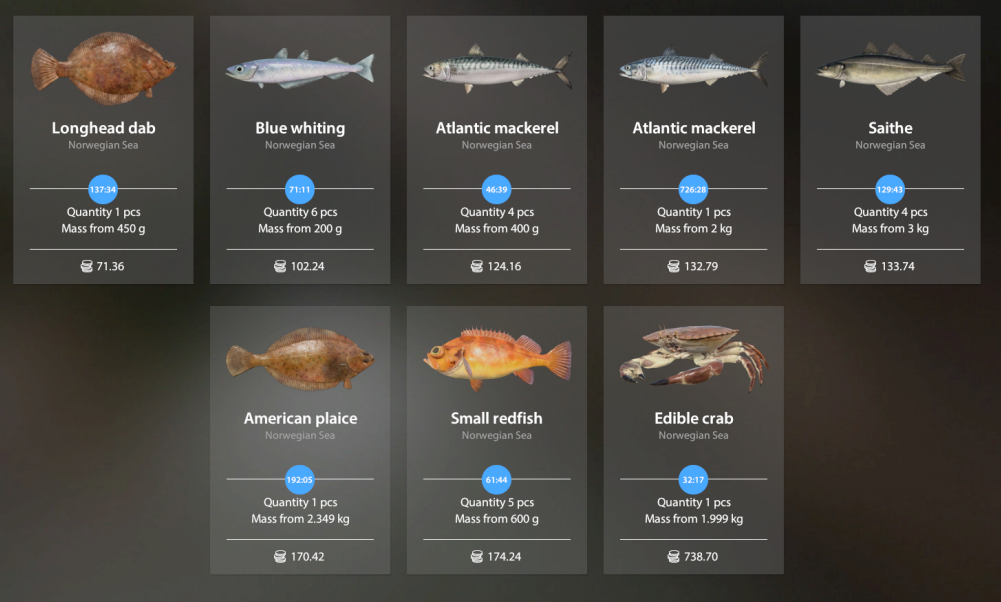 Longhead dab
Norwegian Sea
137:34
Quantity 1 pcs
Mass from 450 g
71.36
Blue whiting
Norwegian Sea
71:11
Quantity 6 pcs
Mass from 200 g
102.24
Atlantic mackerel
Norwegian Sea
46:39
Quantity 4 pcs
Mass from 400 g
124.16
Atlantic mackerel
Norwegian Sea
726:28
Quantity 1 pcs
Mass from 2 kg
132.79
Saithe
Norwegian Sea
129:43
Quantity 4 pcs
Mass from 3 kg
133.74
American plaice
Norwegian Sea
192:05
Quantity 1 pcs
Mass from 2.349 kg
170.42
Small redfish
Norwegian Sea
61:44
Quantity 5 pcs
Mass from 600 g
174.24
Edible crab
Norwegian Sea
32:17
Quantity 1 pcs
Mass from 1.999 kg
738.70